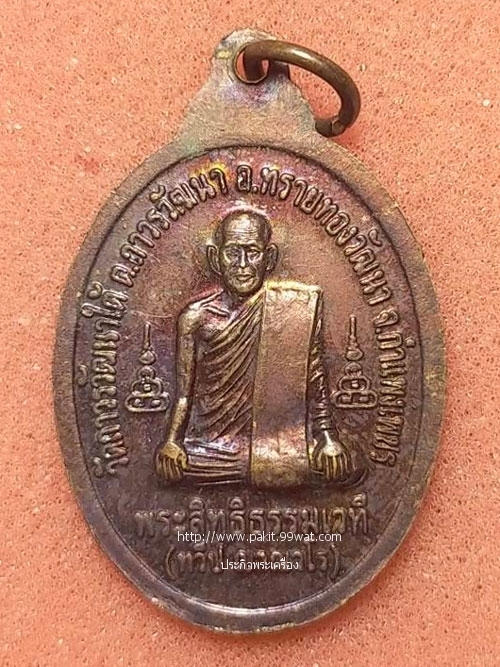 วัดถาวรวัฒนาใต้ ต.ถาวรวัฒนา อ.ทรายทองวัฒนา จ.กำแพงเพชร
พระสิทธิธรรมเวที
http://www.pakit.99wat.com
ประกิจพระเครื่อง